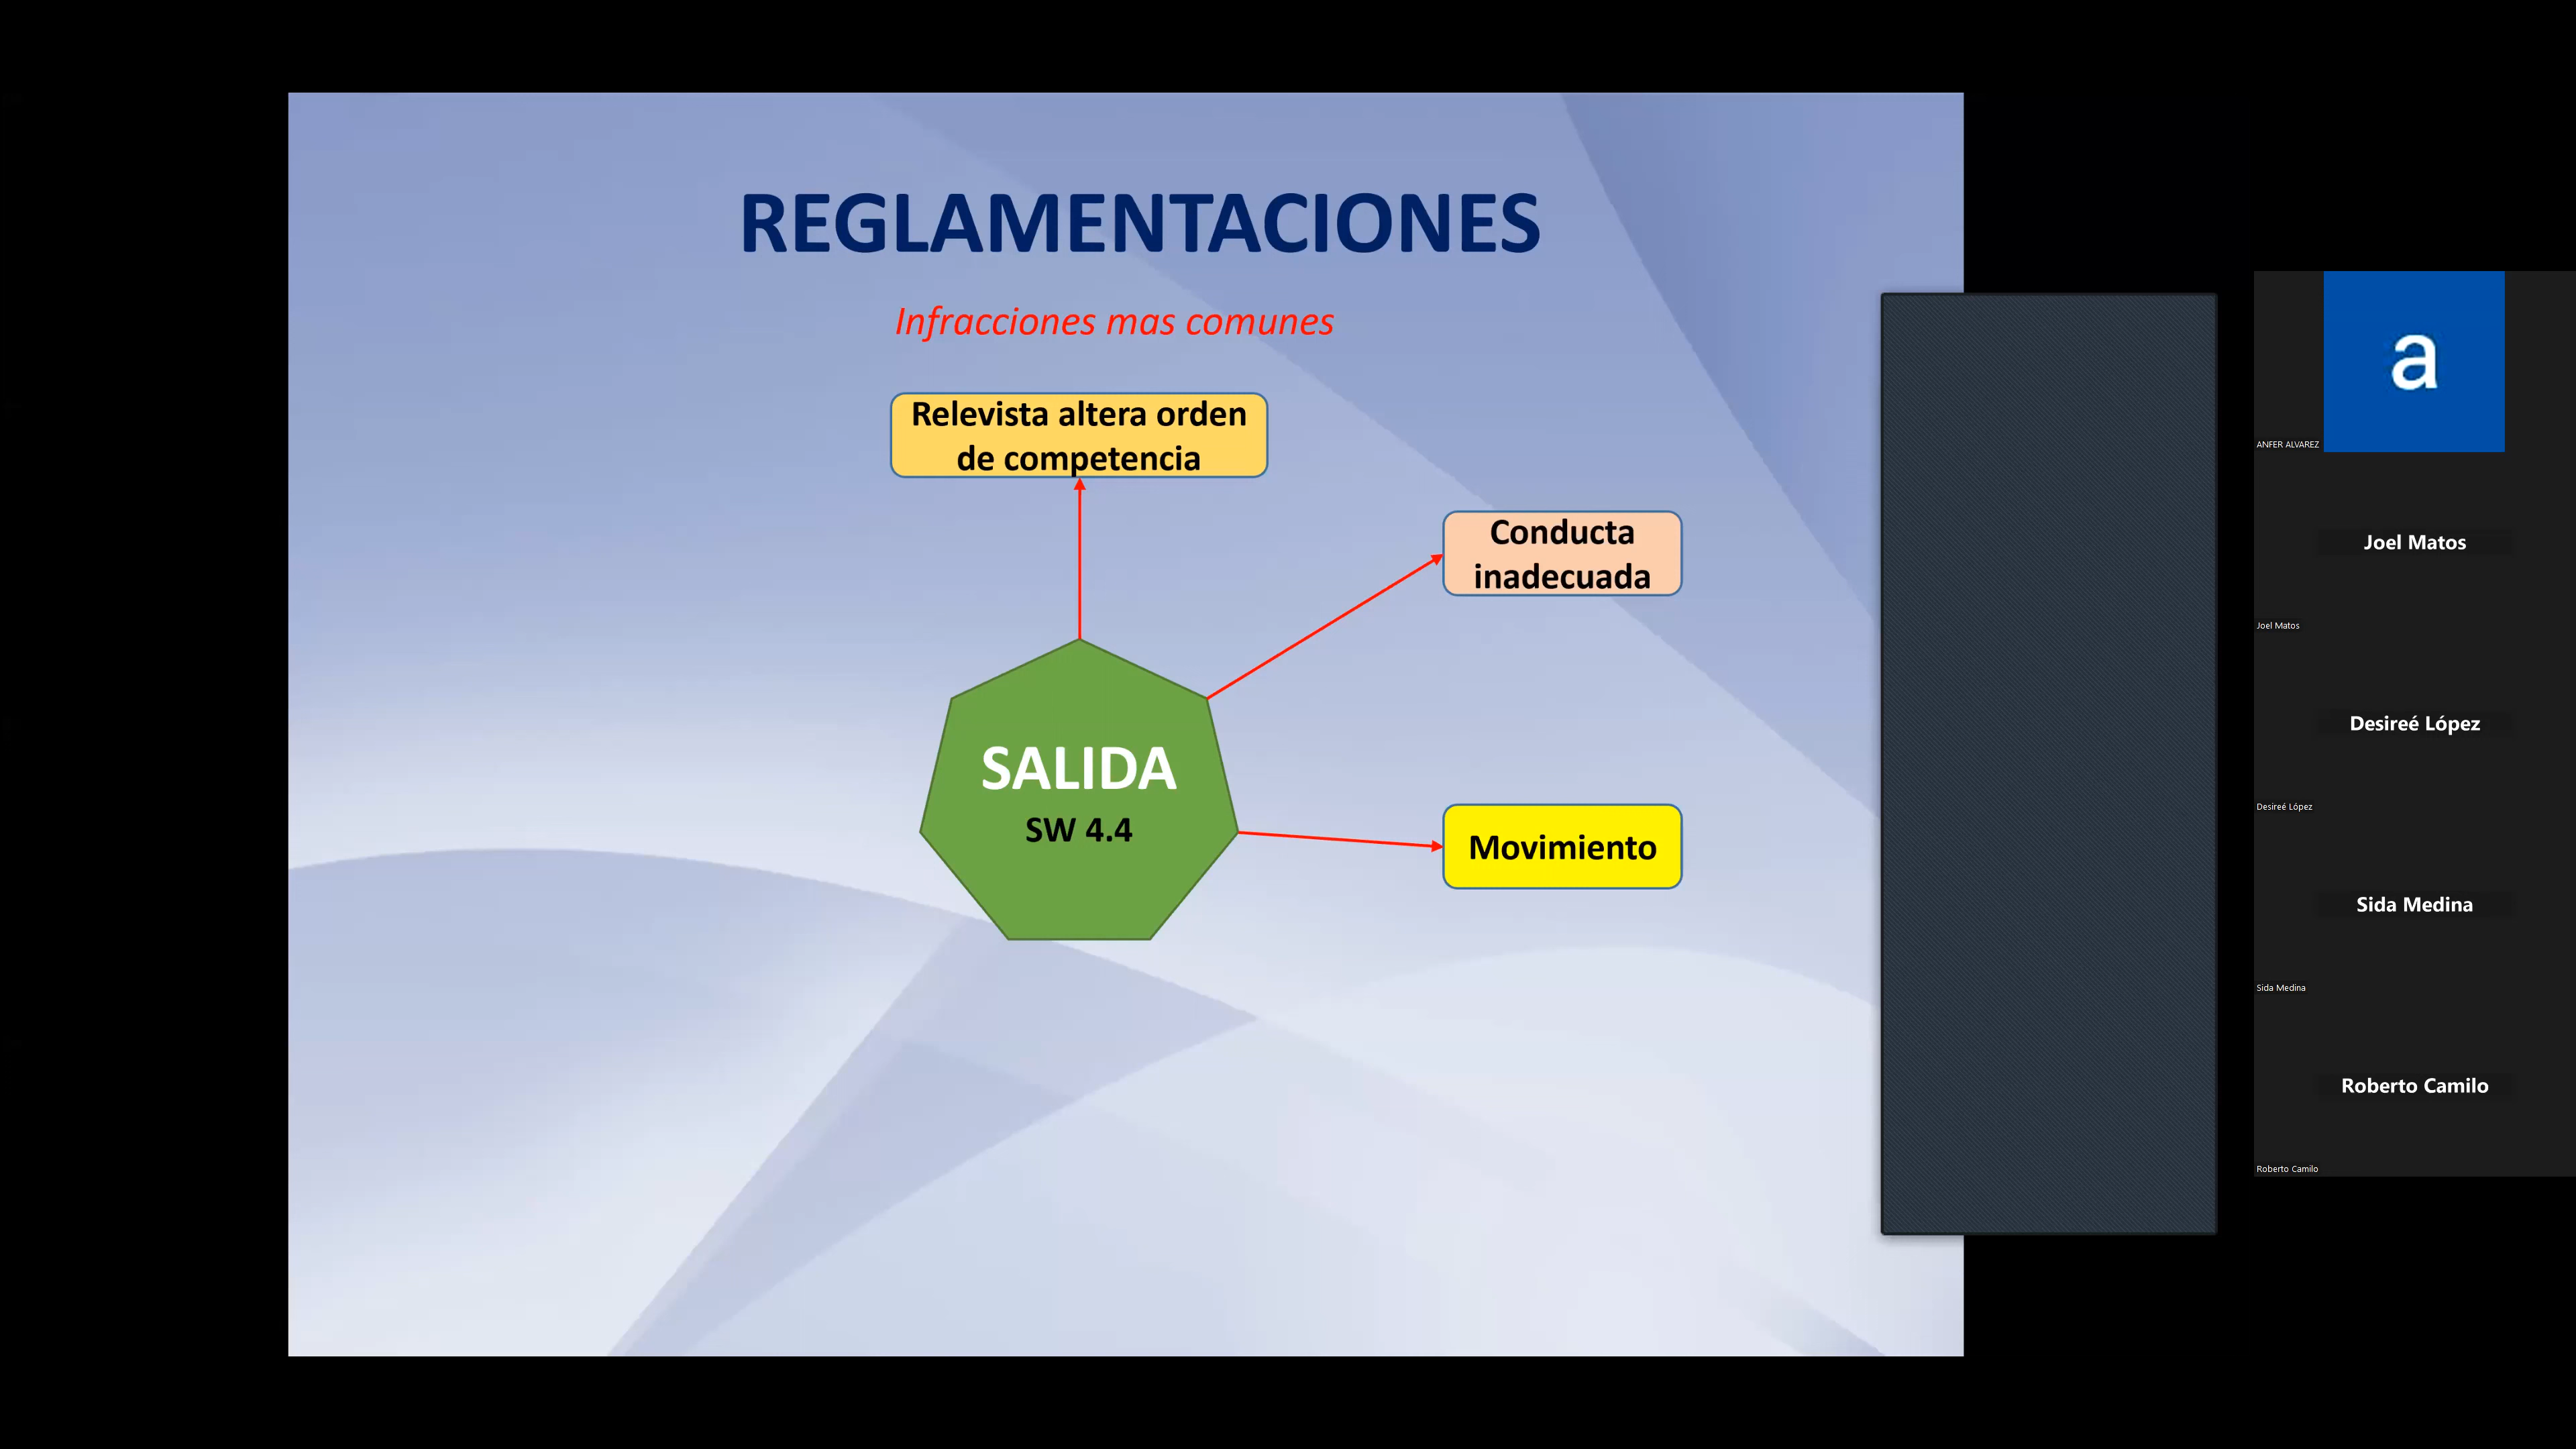 REGLAMENTACIONES
Infracciones mas comunes
Relevista altera orden
de competencia
Conducta
inadecuada
SALIDA
SW 4.4
Movimiento
a
ANFER ALVAREZ
Joel Matos
Joel Matos
Desireé López
Desireé López
Sida Medina
Sida Medina
Roberto Camilo
Roberto Camilo